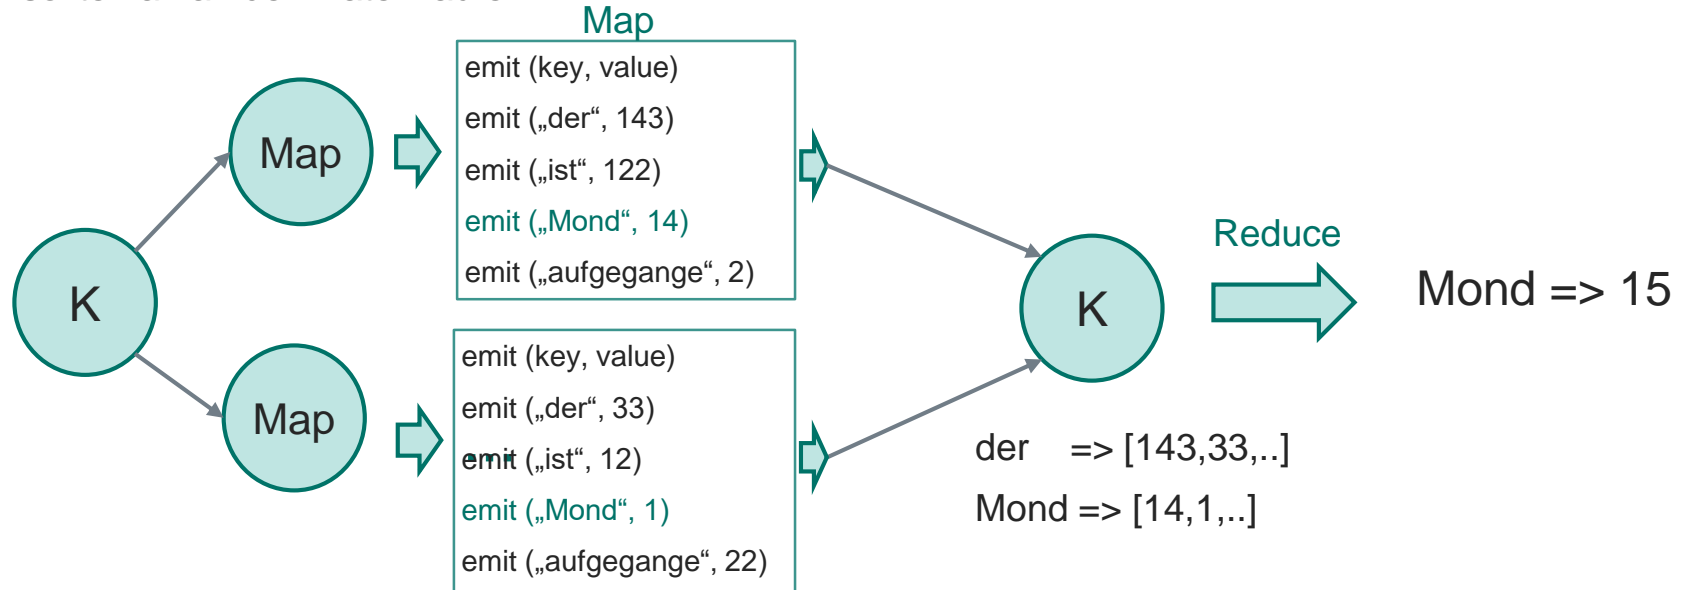 Map
Map
emit (key, value)
emit („der“, 143)
emit („ist“, 122)
emit („Mond“, 14)
emit („aufgegange“, 2)
K
Map
emit (key, value)
emit („der“, 33)
...
emit („ist“, 12)
emit („Mond“, 1)
emit („aufgegange“, 22)
K
der => [143,33,..]
Mond => [14,1,..]
Reduce
Mond => 15